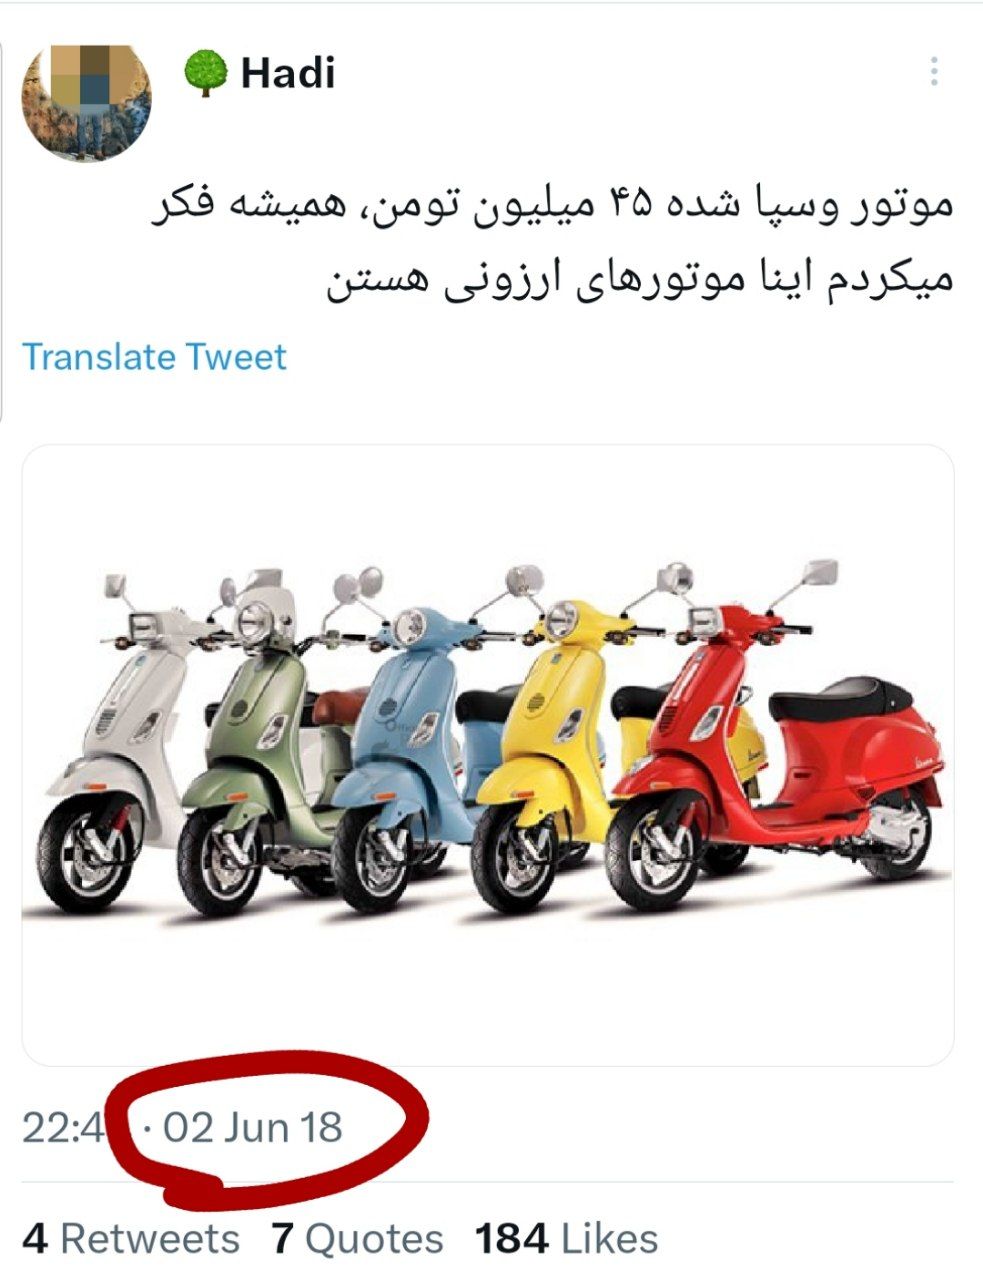 🌳 Hadi
موتور وسپا شده ۴۵ میلیون تومن، همیشه فکر
میکردم اینا موتورهای ارزونی هستن
Translate Tweet
22:4 · 02 Jun 18
4 Retweets 7 Quotes 184 Likes